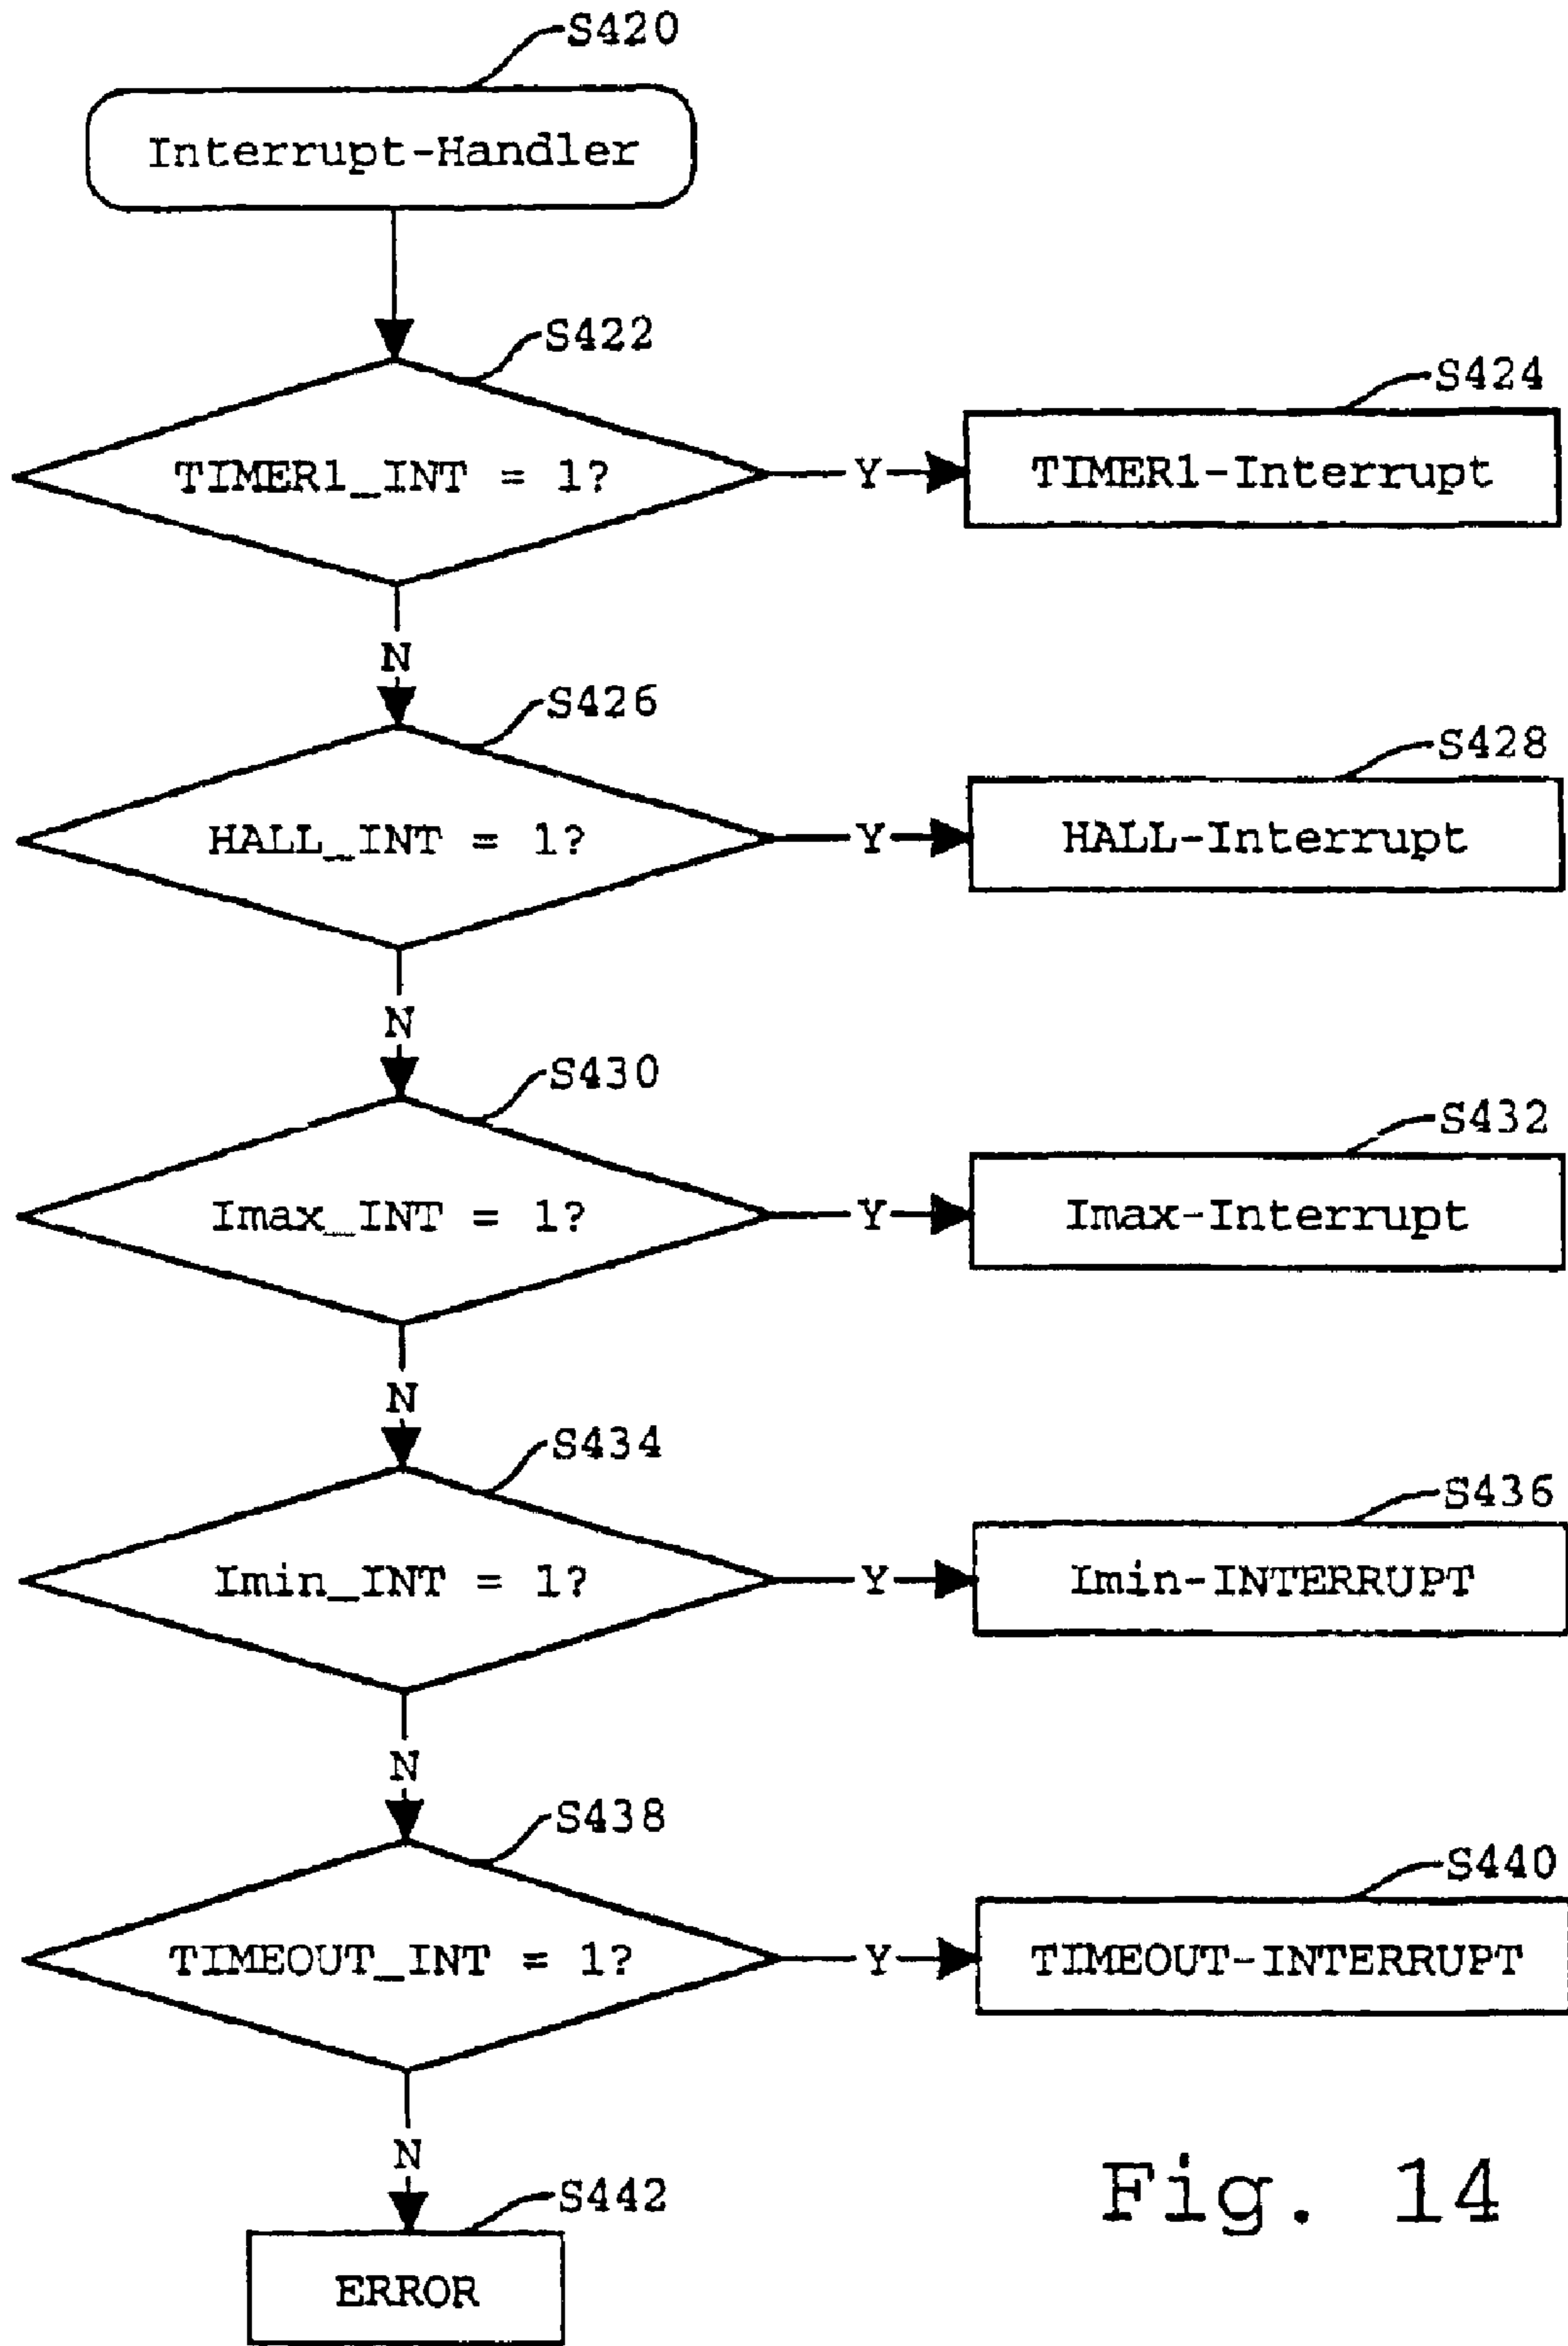 S420
Interrupt-Handler
S422
TIMER1_INT = 1?
Y
S424
TIMER1-Interrupt
N
S426
HALL_INT = 1?
Y
S428
HALL-Interrupt
N
S430
Imax_INT = 1?
Y
S432
Imax-Interrupt
N
S434
Imin_INT = 1?
Y
S436
Imin-INTERRUPT
N
S438
TIMEOUT_INT = 1?
Y
S440
TIMEOUT-INTERRUPT
N
S442
ERROR
Fig. 14